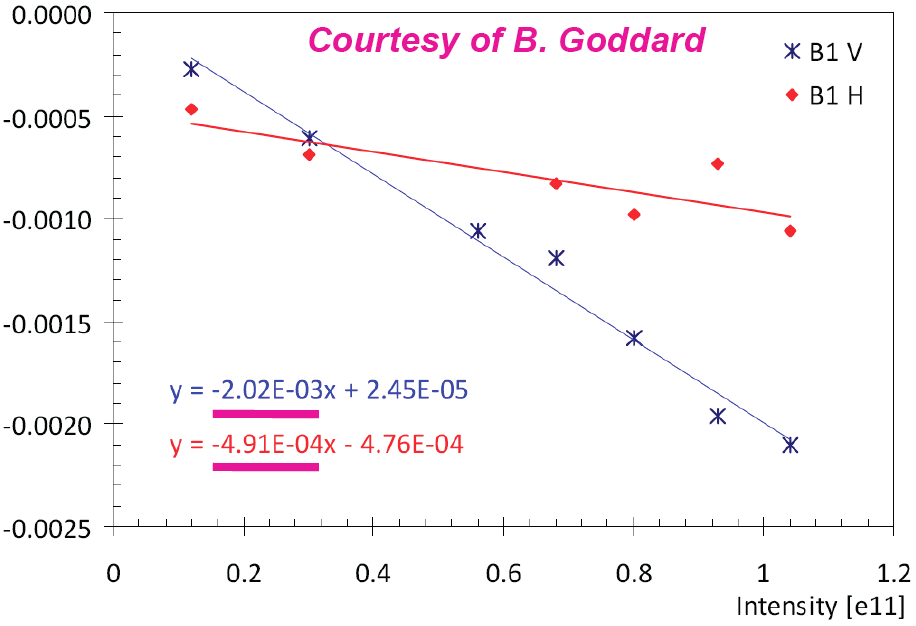 Courtesy of B. Goddard
B1 V
B1 H
0.0000
-0.0005
-0.0010
-0.0015
-0.0020
-0.0025
y = -2.02E-03x + 2.45E-05
y = -4.91E-04x - 4.76E-04
0 0.2 0.4 0.6 0.8 1 1.2
Intensity [e11]